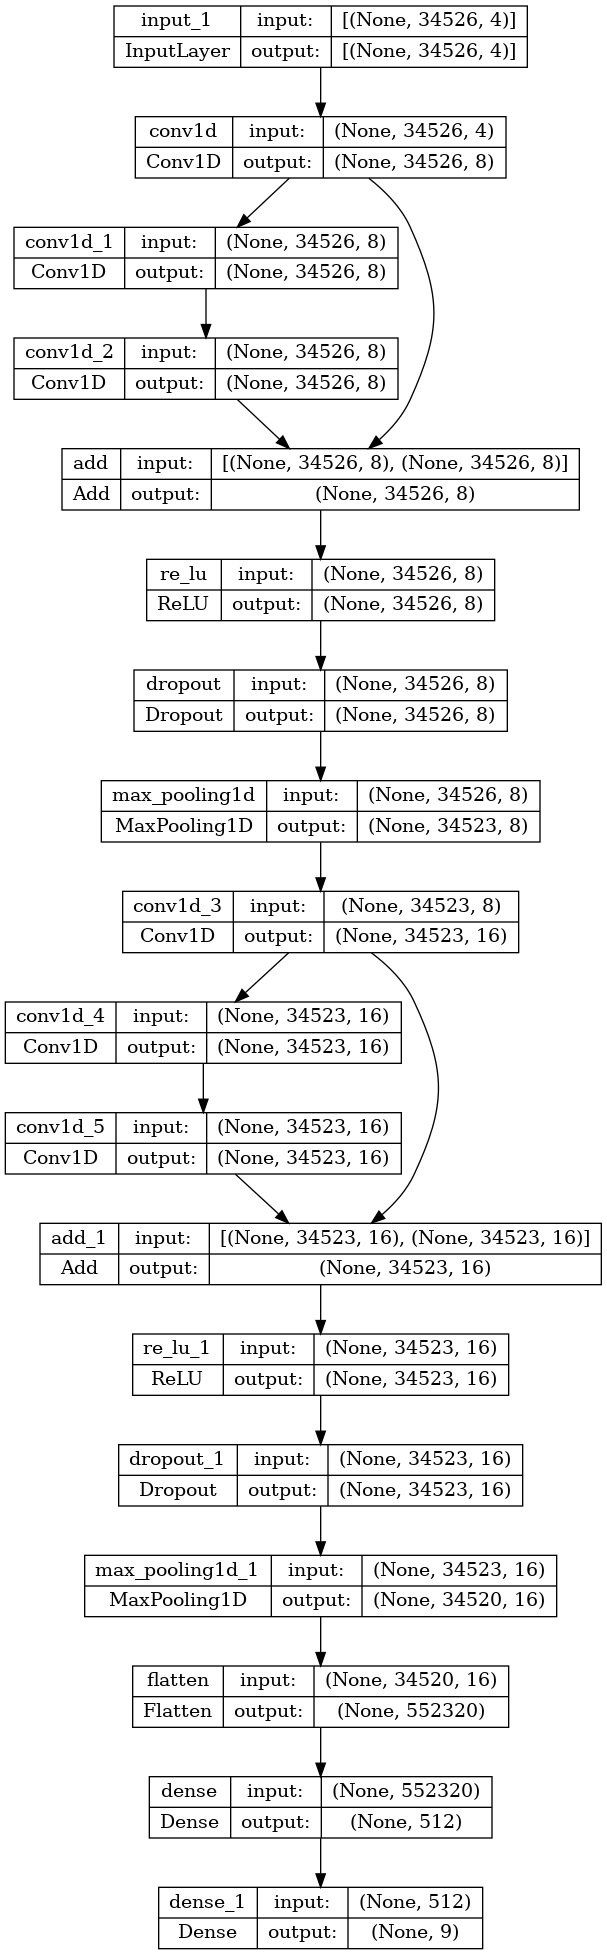 input_1 input: [(None, 34526, 4)]
InputLayer output: [(None, 34526, 4)]
conv1d input: (None, 34526, 4)
Conv1D output: (None, 34526, 8)
conv1d_1 input: (None, 34526, 8)
Conv1D output: (None, 34526, 8)
conv1d_2 input: (None, 34526, 8)
Conv1D output: (None, 34526, 8)
add input: [(None, 34526, 8), (None, 34526, 8)]
Add output: (None, 34526, 8)
re_lu input: (None, 34526, 8)
ReLU output: (None, 34526, 8)
dropout input: (None, 34526, 8)
Dropout output: (None, 34526, 8)
max_pooling1d input: (None, 34526, 8)
MaxPooling1D output: (None, 34523, 8)
conv1d_3 input: (None, 34523, 8)
Conv1D output: (None, 34523, 16)
conv1d_4 input: (None, 34523, 16)
Conv1D output: (None, 34523, 16)
conv1d_5 input: (None, 34523, 16)
Conv1D output: (None, 34523, 16)
add_1 input: [(None, 34523, 16), (None, 34523, 16)]
Add output: (None, 34523, 16)
re_lu_1 input: (None, 34523, 16)
ReLU output: (None, 34523, 16)
dropout_1 input: (None, 34523, 16)
Dropout output: (None, 34523, 16)
max_pooling1d_1 input: (None, 34523, 16)
MaxPooling1D output: (None, 34520, 16)
flatten input: (None, 34520, 16)
Flatten output: (None, 552320)
dense input: (None, 552320)
Dense output: (None, 512)
dense_1 input: (None, 512)
Dense output: (None, 9)